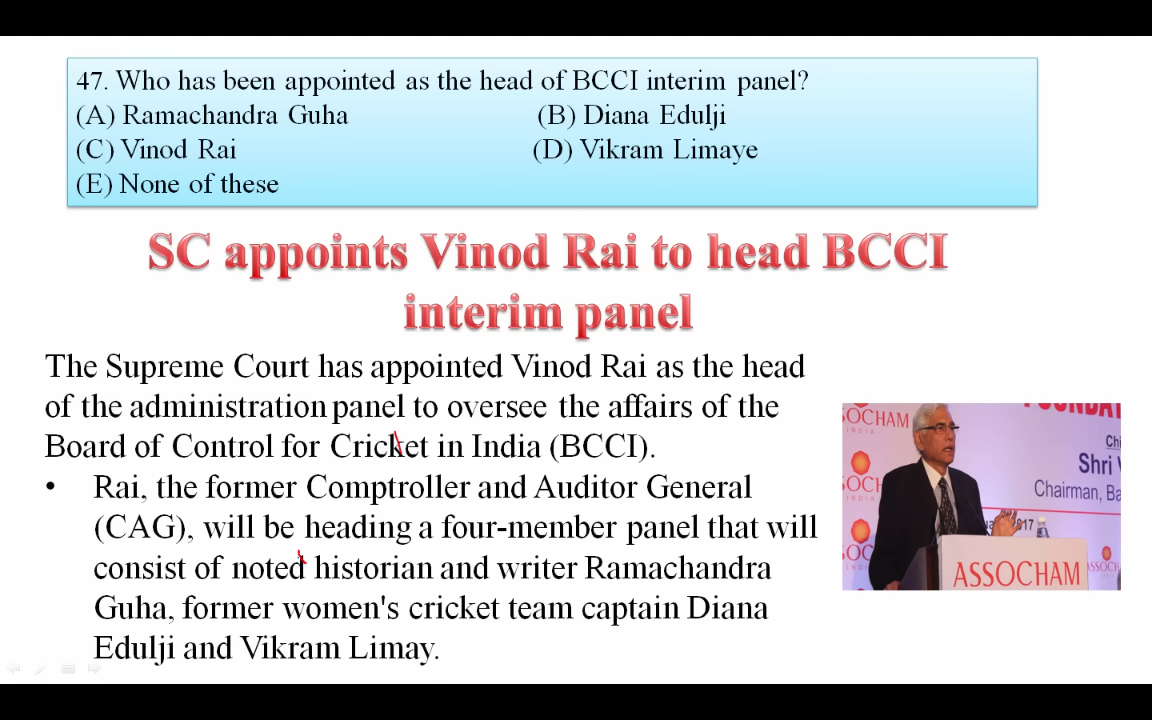 47. Who has been appointed as the head of BCCI interim panel?
(A) Ramachandra Guha (B) Diana Edulji
(C) Vinod Rai (D) Vikram Limaye
(E) None of these
SC appoints Vinod Rai to head BCCI
interim panel
The Supreme Court has appointed Vinod Rai as the head
of the administration panel to oversee the affairs of the
Board of Control for Cricket in India (BCCI).
• Rai, the former Comptroller and Auditor General
(CAG), will be heading a four-member panel that will
consist of noted historian and writer Ramachandra
Guha, former women's cricket team captain Diana
Edulji and Vikram Limay.
SOCHAM
INDIA
Shri
Chairman, Ba
2017
ASSOCHAM